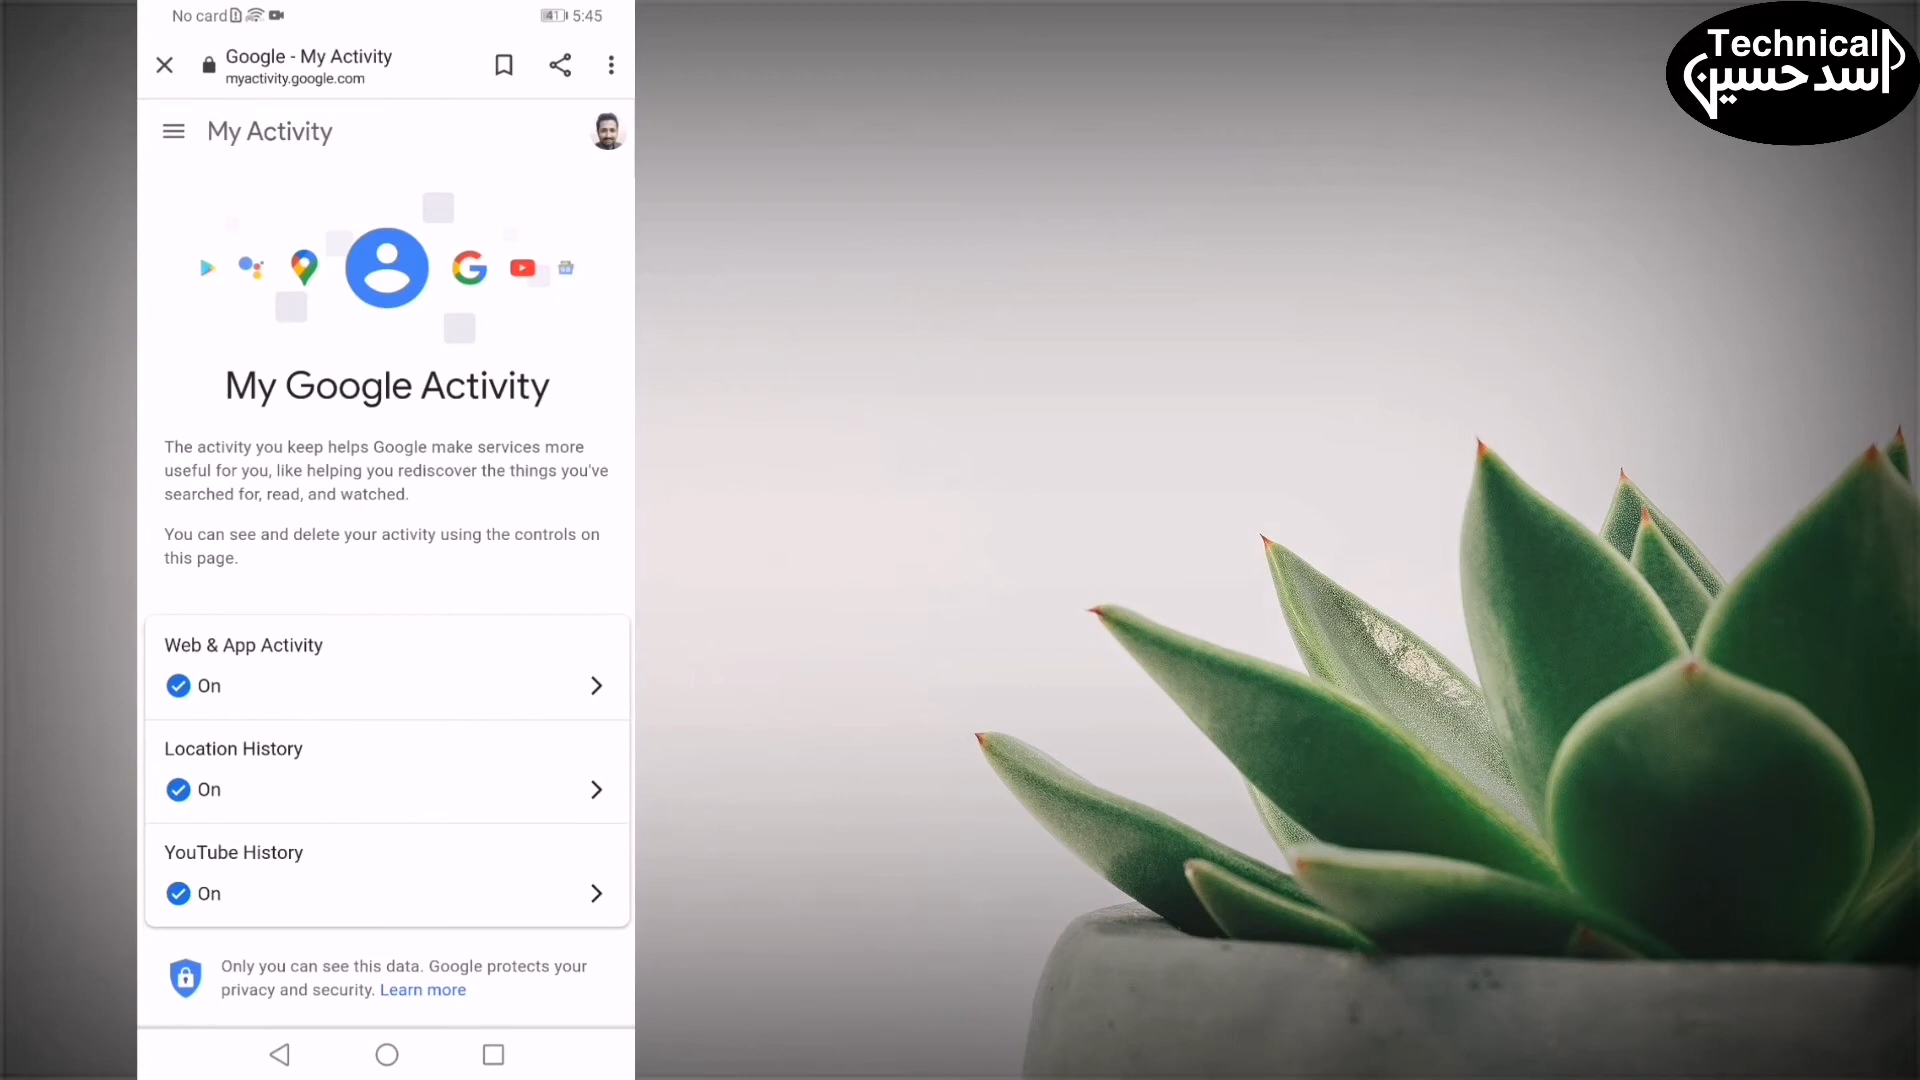 No card 41 5:45
Google - My Activity
myactivity.google.com
My Activity
My Google Activity
The activity you keep helps Google make services more
useful for you, like helping you rediscover the things you've
searched for, read, and watched.
You can see and delete your activity using the controls on
this page.
Web & App Activity
On
Location History
On
YouTube History
On
Only you can see this data. Google protects your
privacy and security. Learn more
Technical
اسد حسین